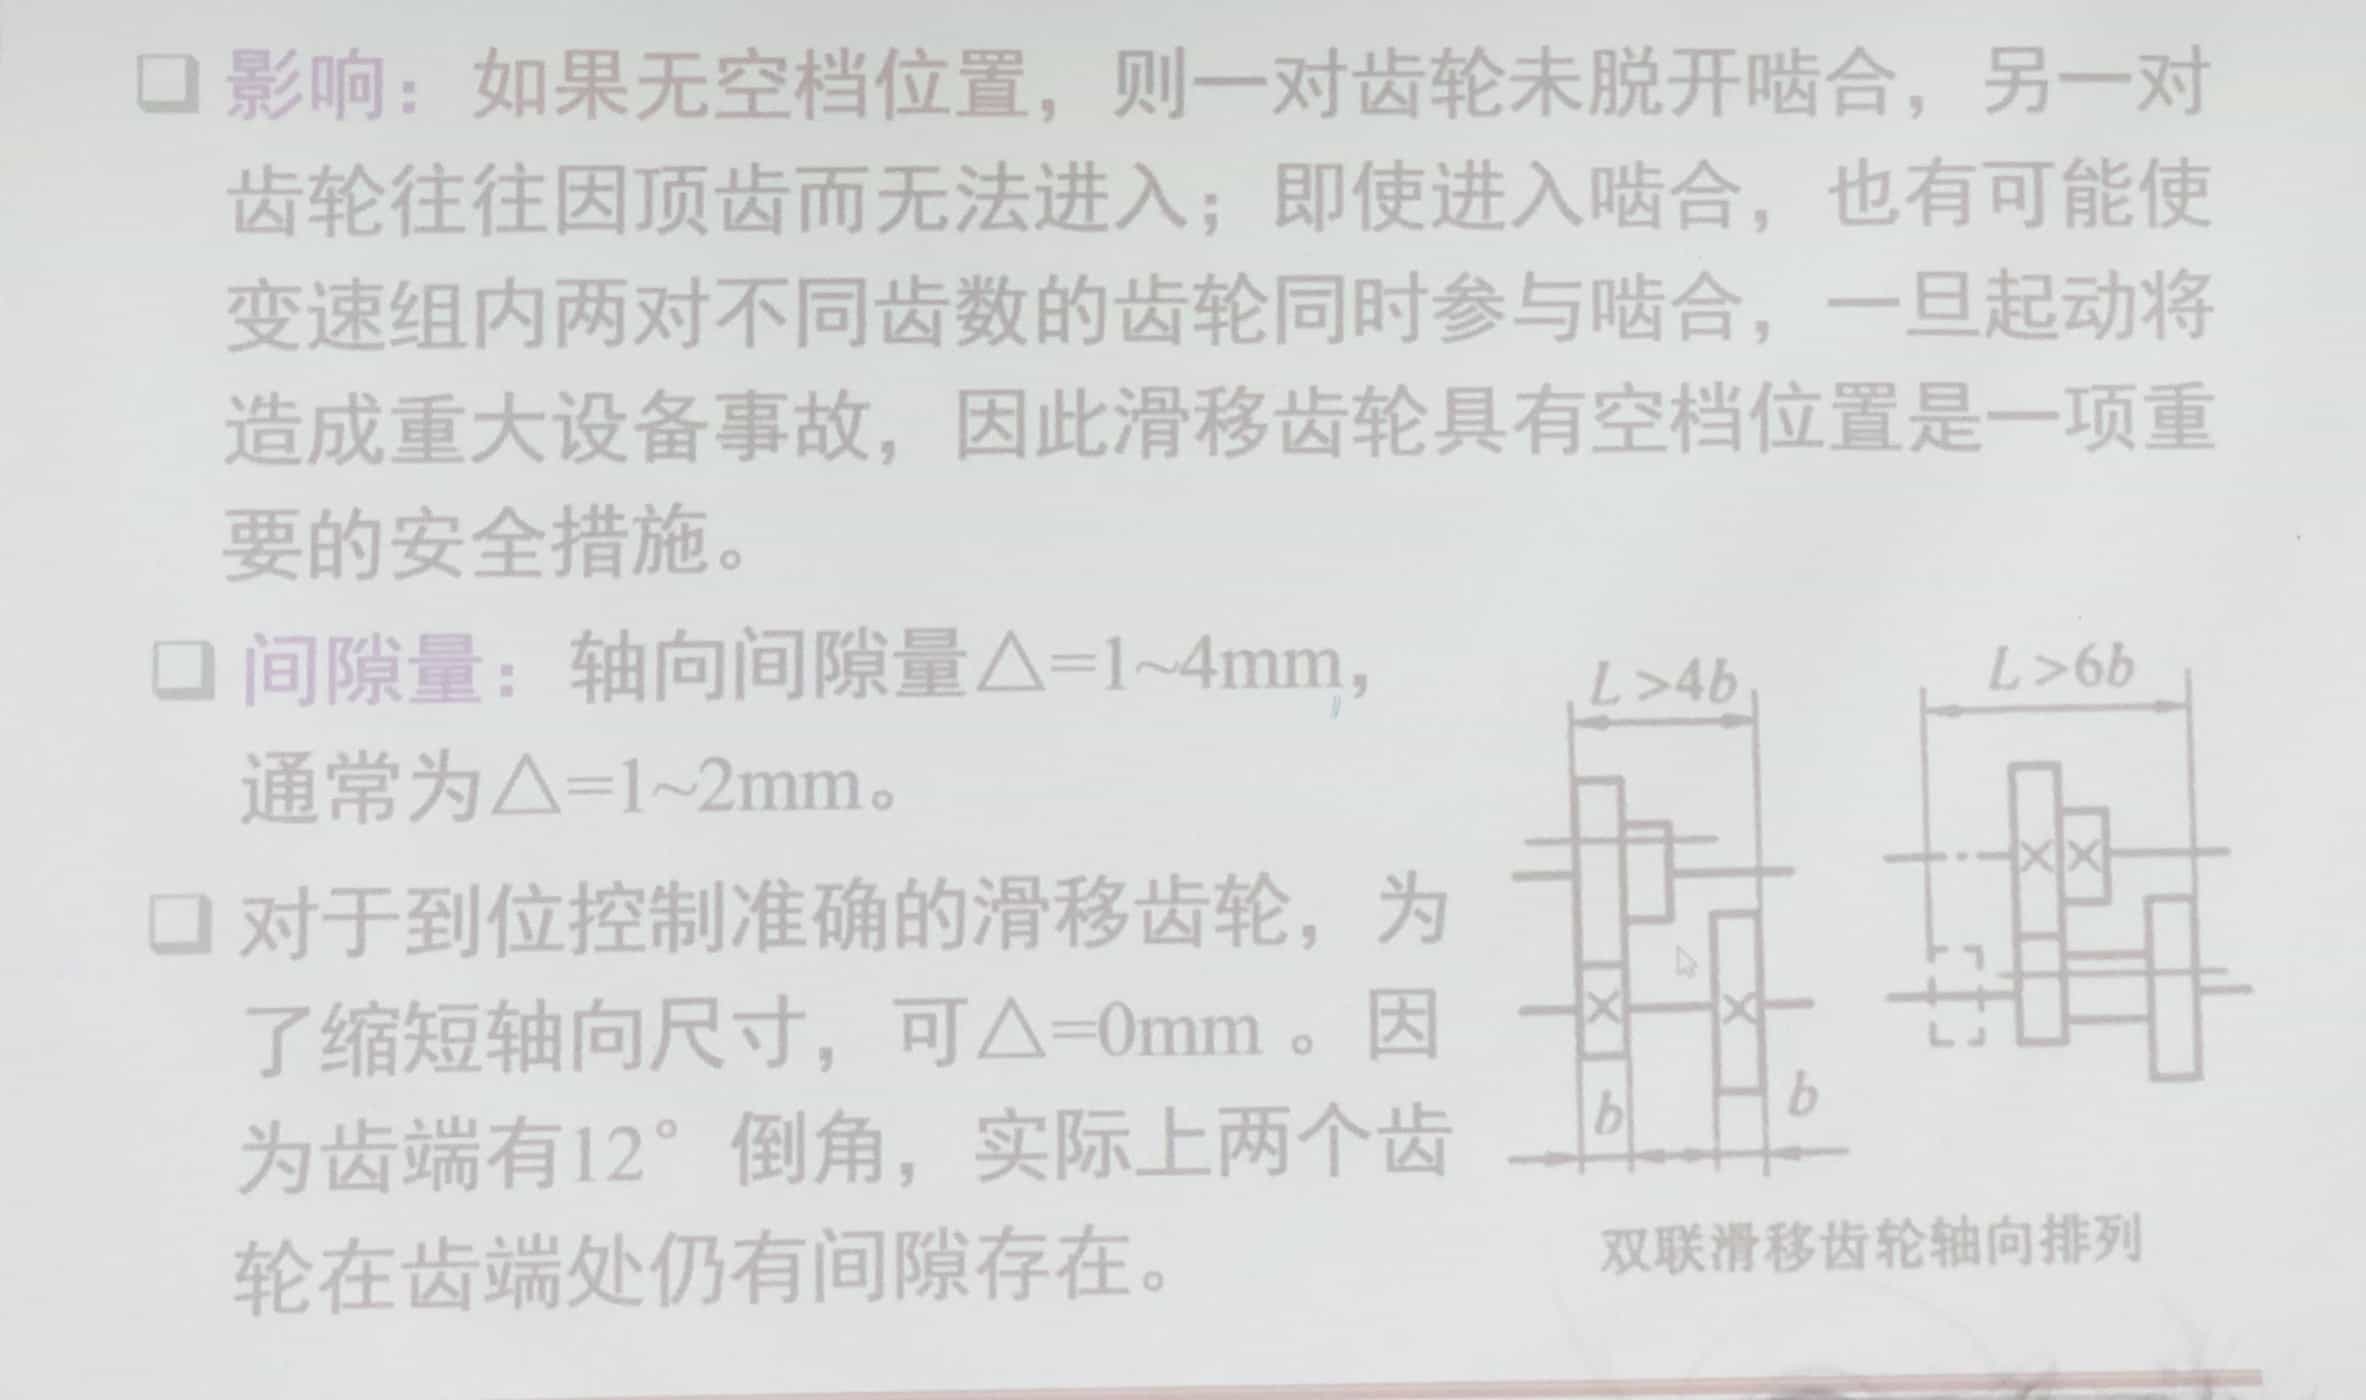 影响：如果无空档位置，则一对齿轮未脱开啮合，另一对
齿轮往往因顶齿而无法进入；即使进入啮合，也有可能使
变速组内两对不同齿数的齿轮同时参与啮合，一旦起动将
造成重大设备事故，因此滑移齿轮具有空档位置是一项重
要的安全措施。
间隙量：轴向间隙量△=1~4mm，
通常为△=1~2mm。
对于到位控制准确的滑移齿轮，为
了缩短轴向尺寸，可△=0mm 。因
为齿端有12° 倒角，实际上两个齿
轮在齿端处仍有间隙存在。
L>4b
L>6b
b
b
双联滑移齿轮轴向排列